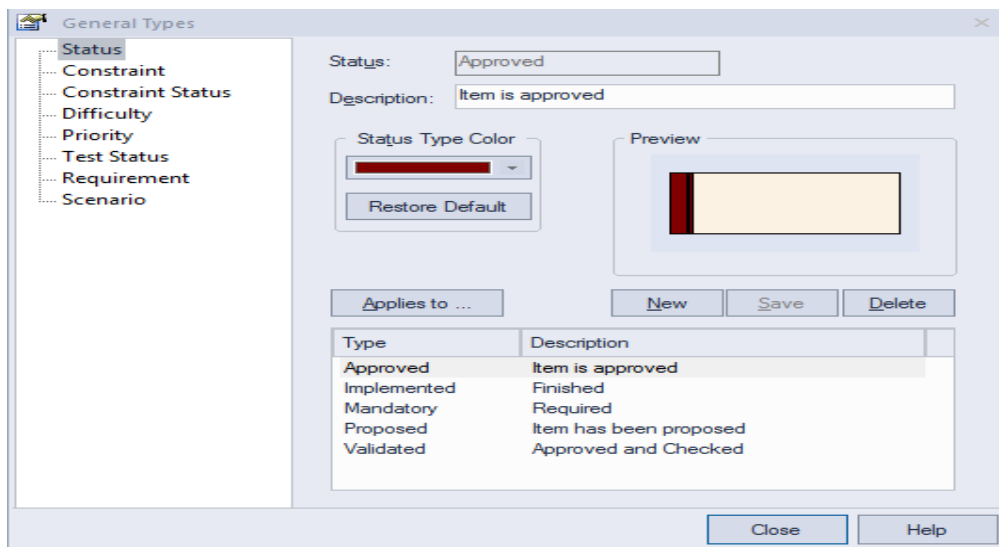 General Types
Status
Constraint
Constraint Status
Difficulty
Priority
Test Status
Requirement
Scenario
Status: Approved
Description: Item is approved
Status Type Color
Restore Default
Preview
Applies to ...
New Save Delete
Type Description
Approved Item is approved
Implemented Finished
Mandatory Required
Proposed Item has been proposed
Validated Approved and Checked
Close Help